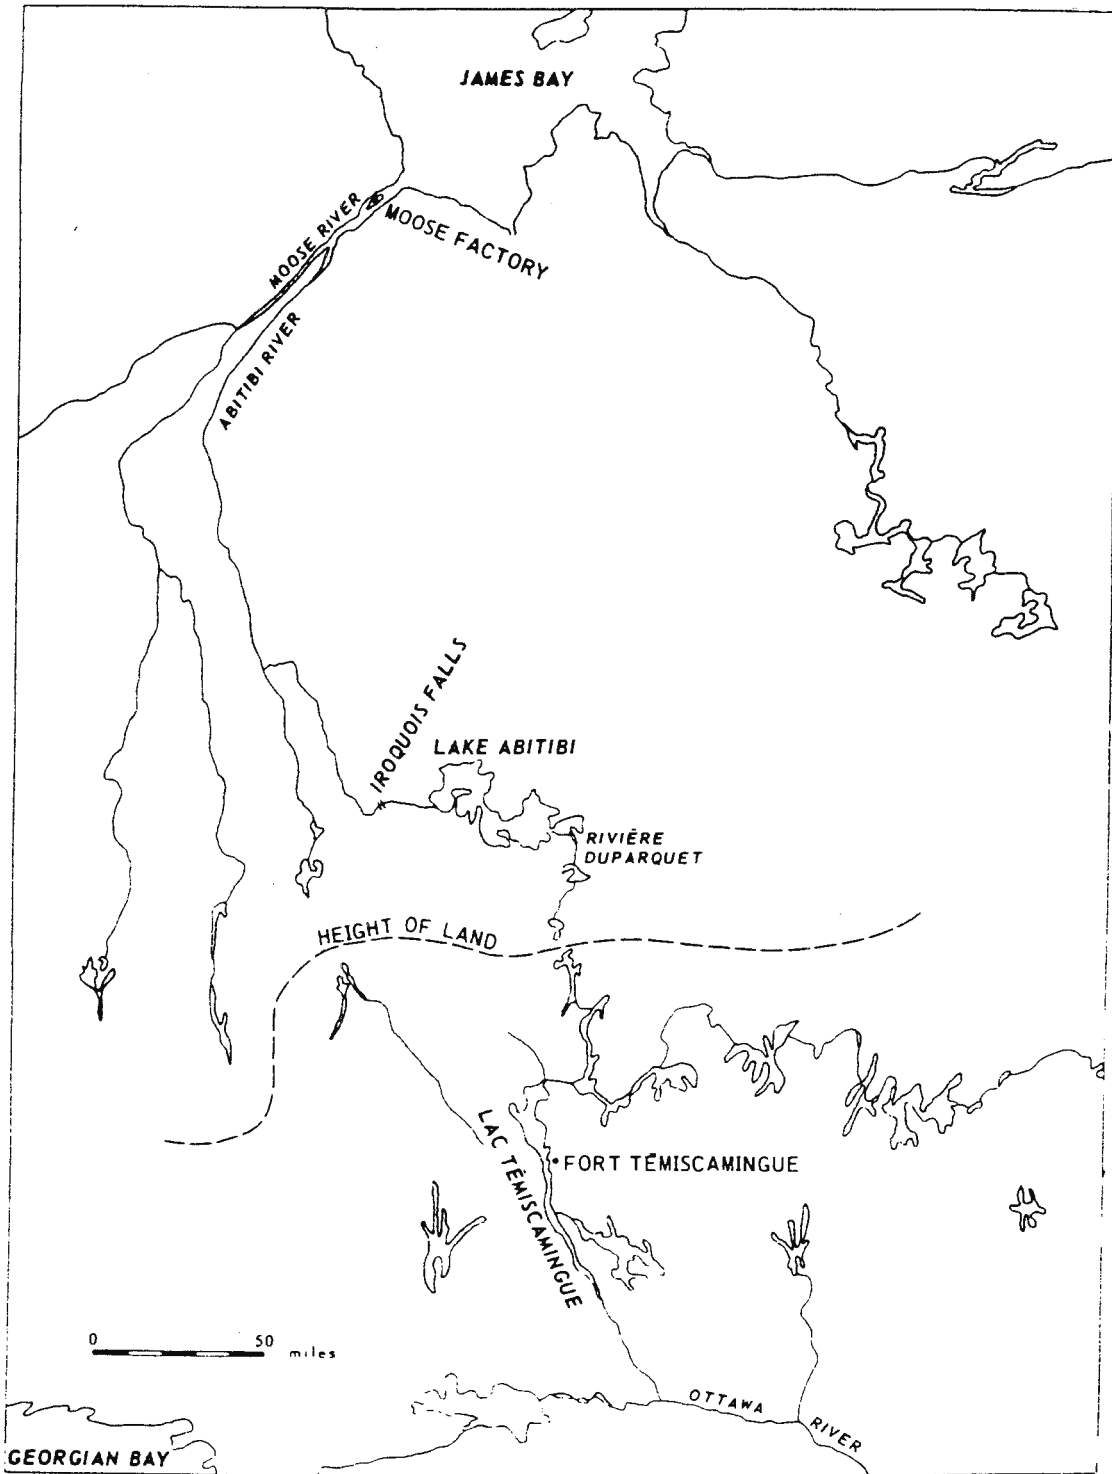 JAMES BAY
MOOSE RIVER
MOOSE FACTORY
ABITIBI RIVER
IROQUOIS FALLS
LAKE ABITIBI
RIVIÈRE
DUPARQUET
HEIGHT OF LAND
LAC TÉMISCAMINGUE
FORT TÉMISCAMINGUE
0 50 miles
OTTAWA RIVER
GEORGIAN BAY